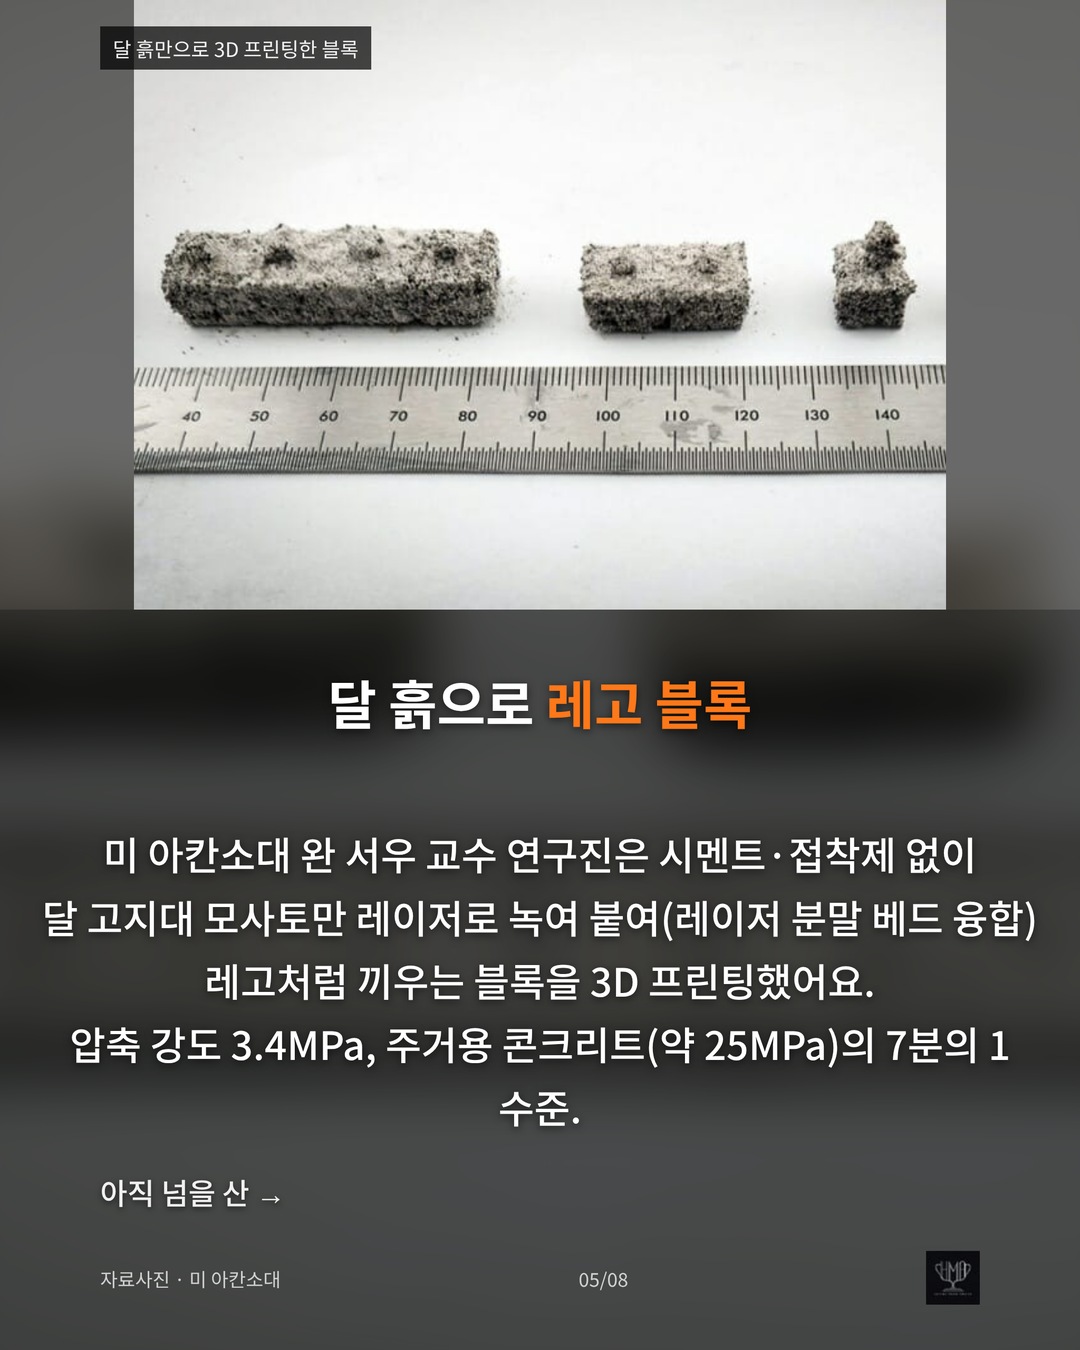 달 흙만으로 3D 프린팅한 블록
40 50 60 70 80 90 100 110 120 130 140
달 흙으로 레고 블록
미 아칸소대 완 서우 교수 연구진은 시멘트·접착제 없이
달 고지대 모사토만 레이저로 녹여 붙여(레이저 분말 베드 융합)
레고처럼 끼우는 블록을 3D 프린팅했어요.
압축 강도 3.4MPa, 주거용 콘크리트(약 25MPa)의 7분의 1
수준.
아직 넘을 산 →
자료사진 · 미 아칸소대
05/08